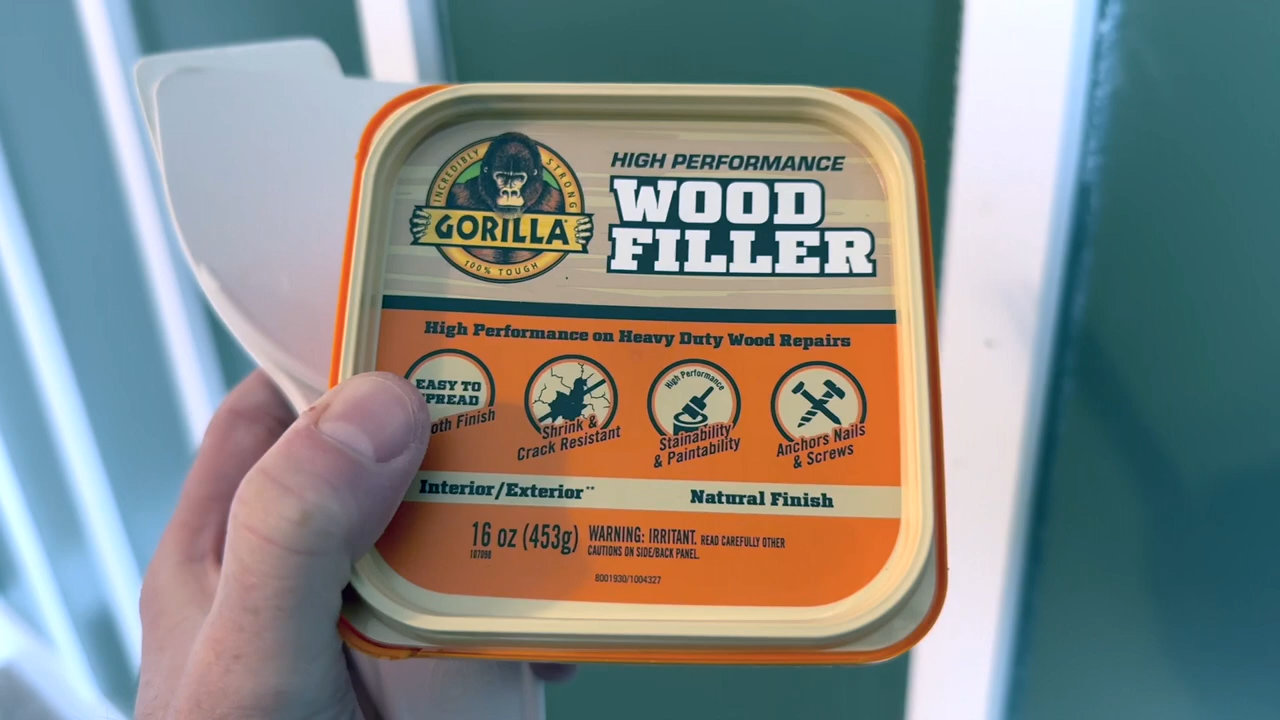 INCREDIBLY STRONG
GORILLA
100% TOUGH
HIGH PERFORMANCE
WOOD
FILLER
High Performance on Heavy Duty Wood Repairs
EASY TO
PREAD
oth Finish
Shrink &
Crack Resistant
High Performance
Stainability
& Paintability
Anchors Nails
& Screws
Interior/Exterior**
Natural Finish
16 oz (453g)
107098
WARNING: IRRITANT. READ CAREFULLY OTHER
CAUTIONS ON SIDE/BACK PANEL.
8001930/1004327